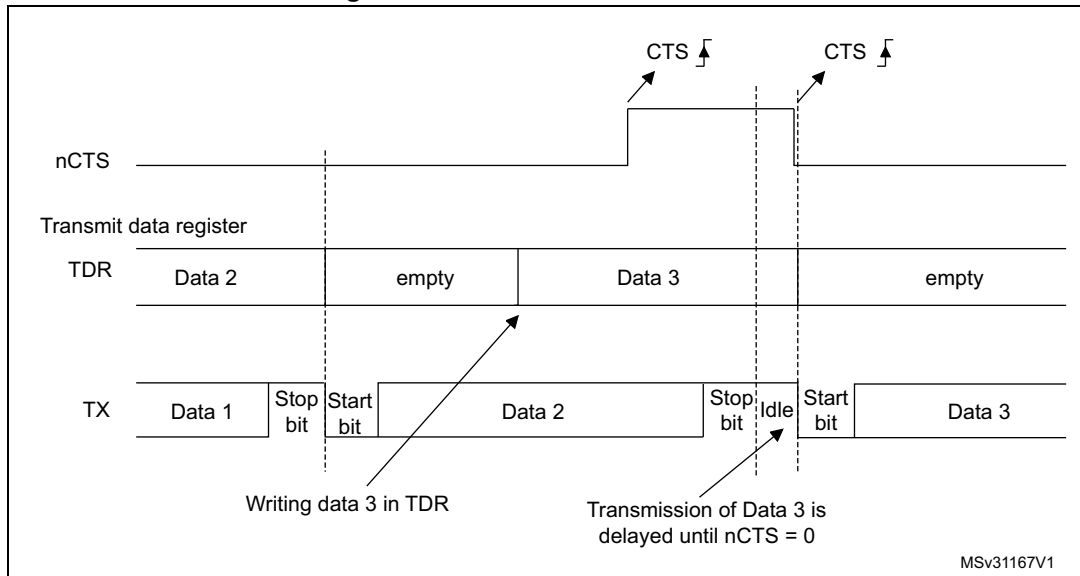 CTS CTS
nCTS
Transmit data register
TDR Data 2 empty Data 3 empty
TX Data 1 Stop bit Start bit Data 2 Stop bit Idle Start bit Data 3
Writing data 3 in TDR
Transmission of Data 3 is
delayed until nCTS = 0
MSv31167V1